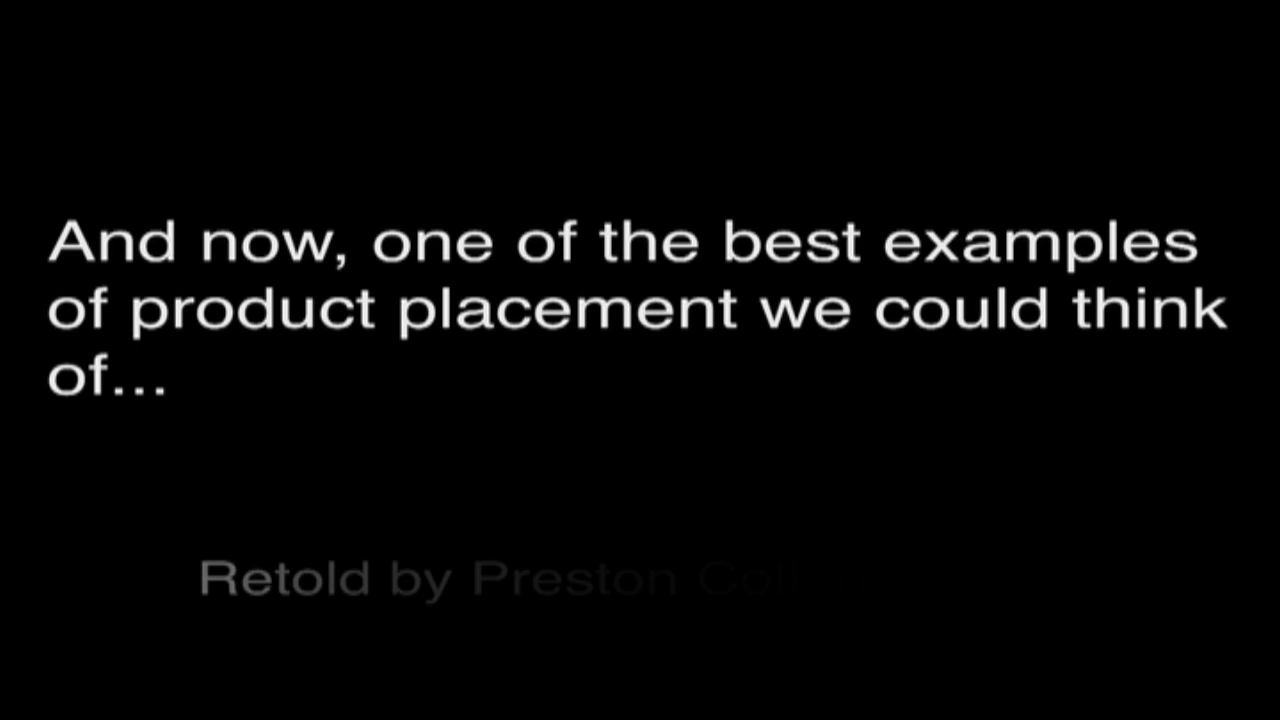 And now, one of the best examples
of product placement we could think
of...
Retold by Preston